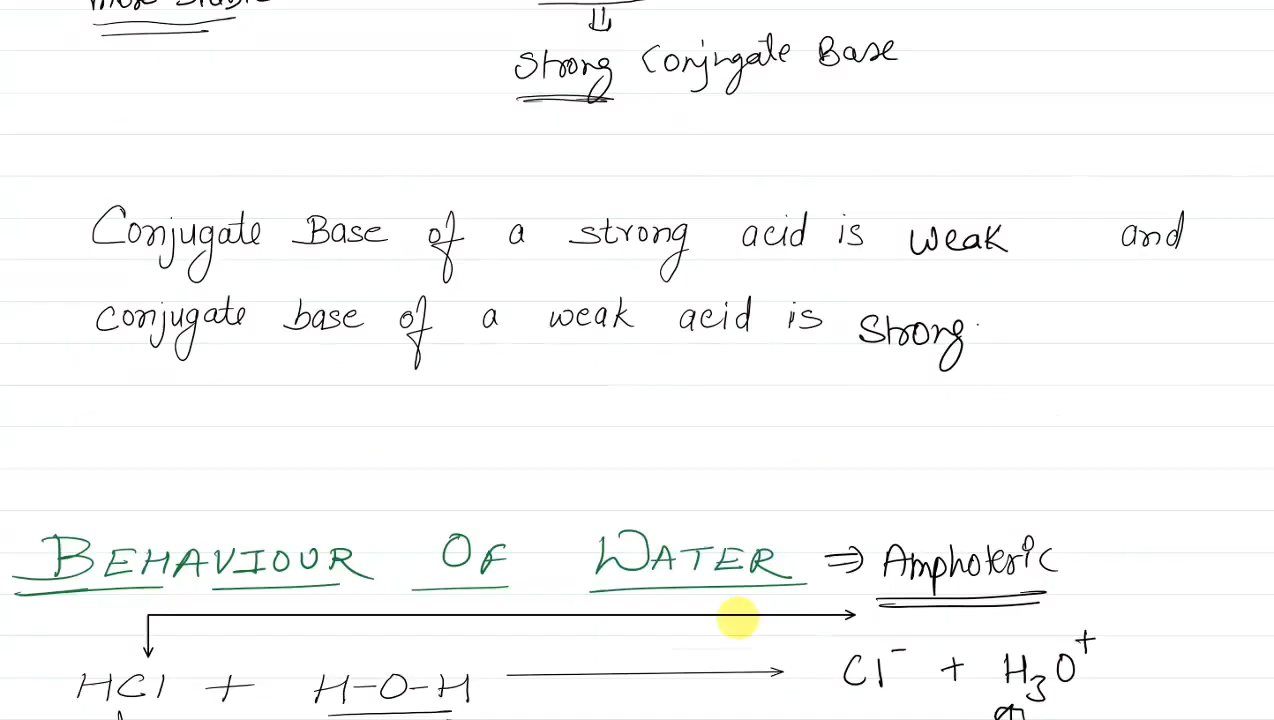 Strong Conjugate Base
Conjugate Base of a strong acid is weak and
conjugate base of a weak acid is strong.
BEHAVIOUR OF WATER ⇒ Amphoteric
HCl + H-O-H ⟶ Cl⁻ + H₃O⁺